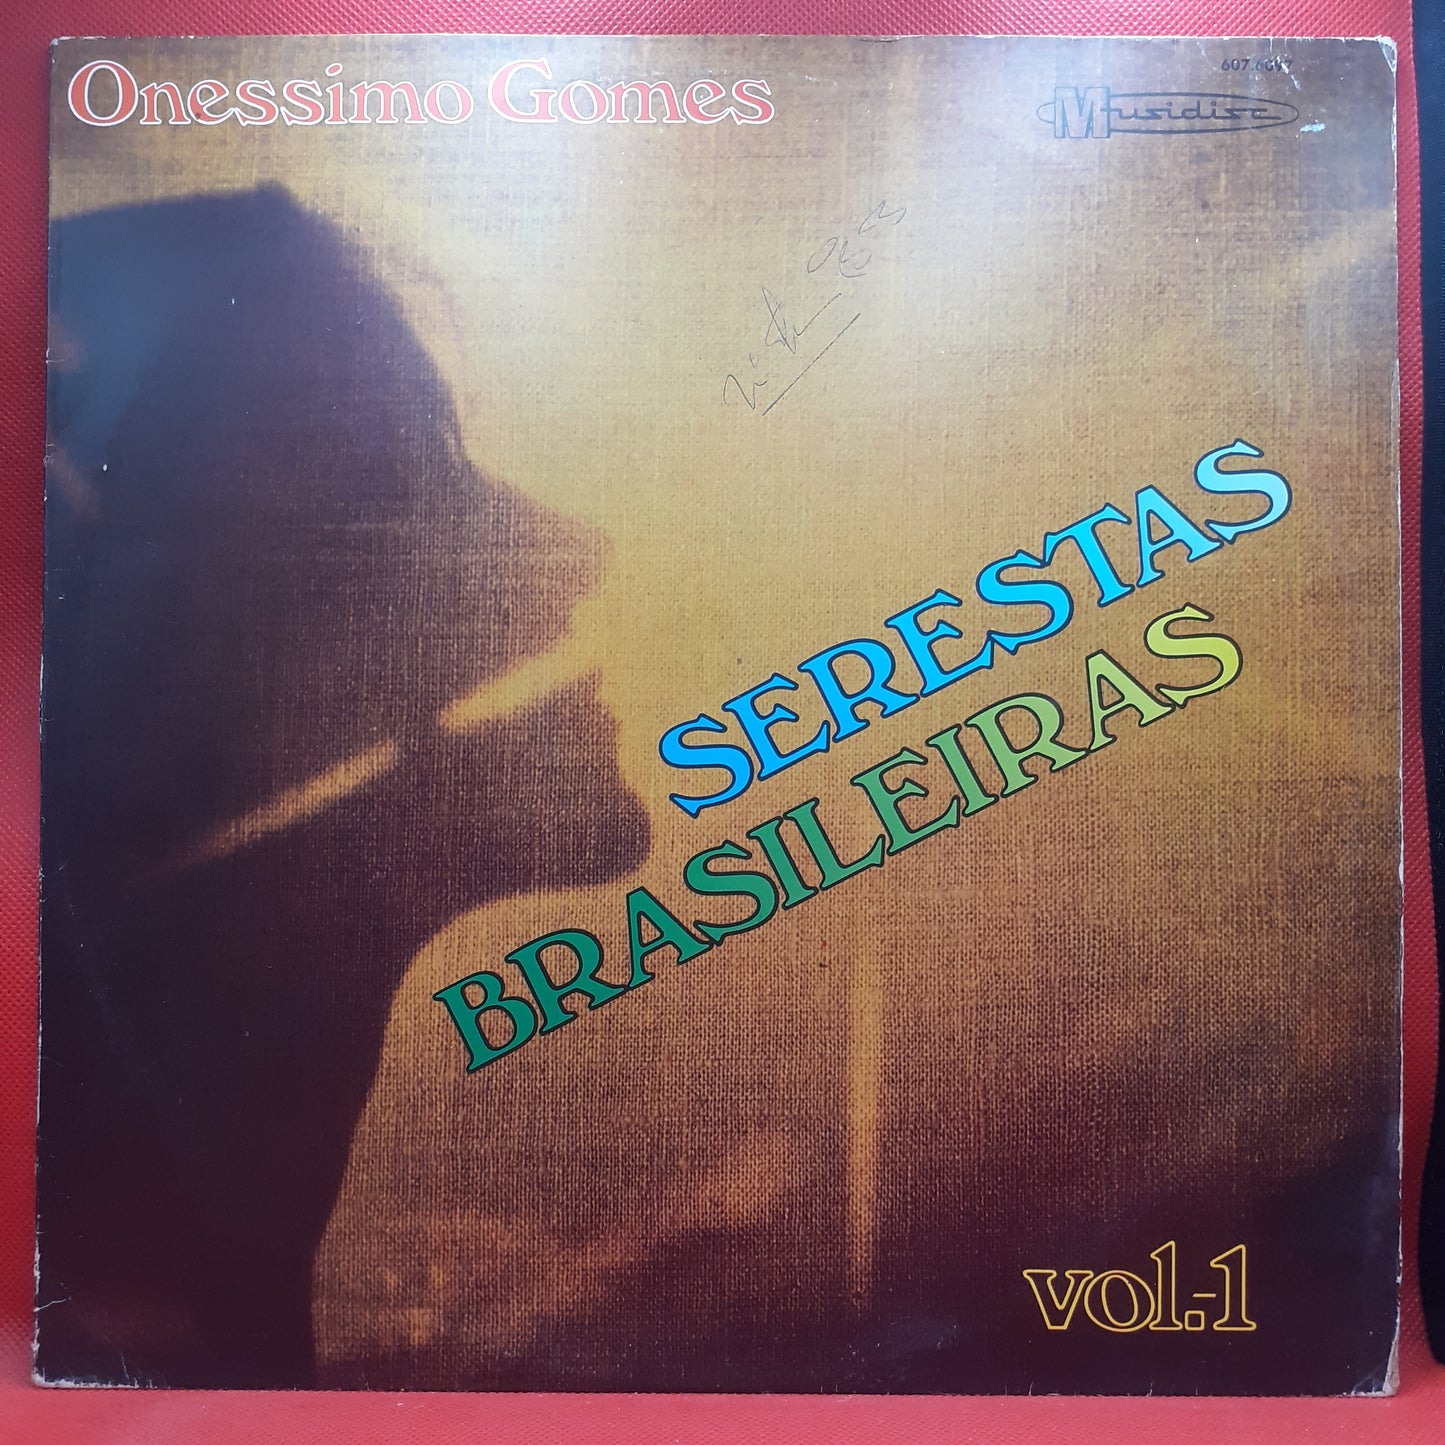 Onessimo Gomes
Musidisc
SERESTAS
BRASILEIRAS
vol.-1